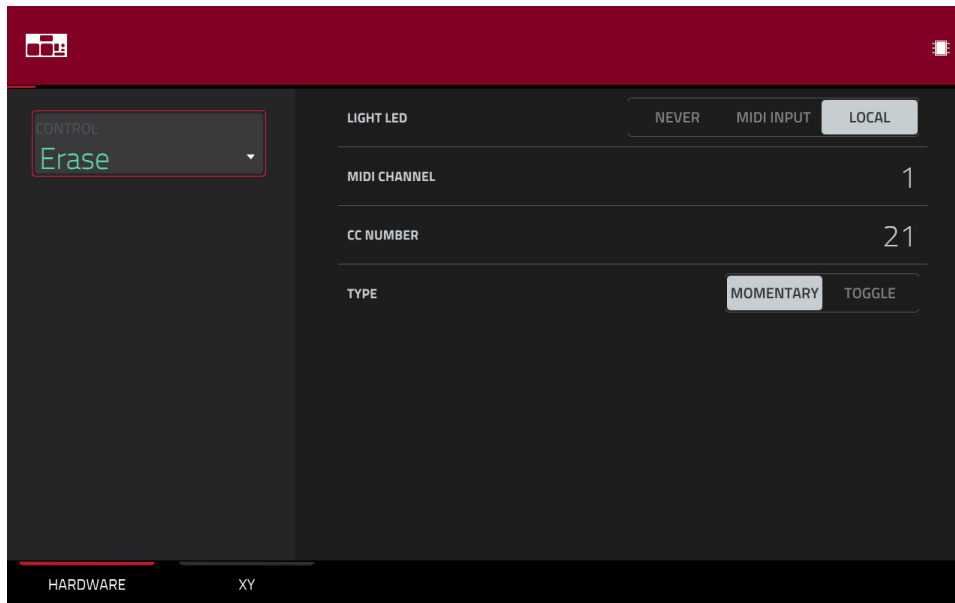 CONTROL
Erase
LIGHT LED NEVER MIDI INPUT LOCAL
MIDI CHANNEL 1
CC NUMBER 21
TYPE MOMENTARY TOGGLE
HARDWARE XY